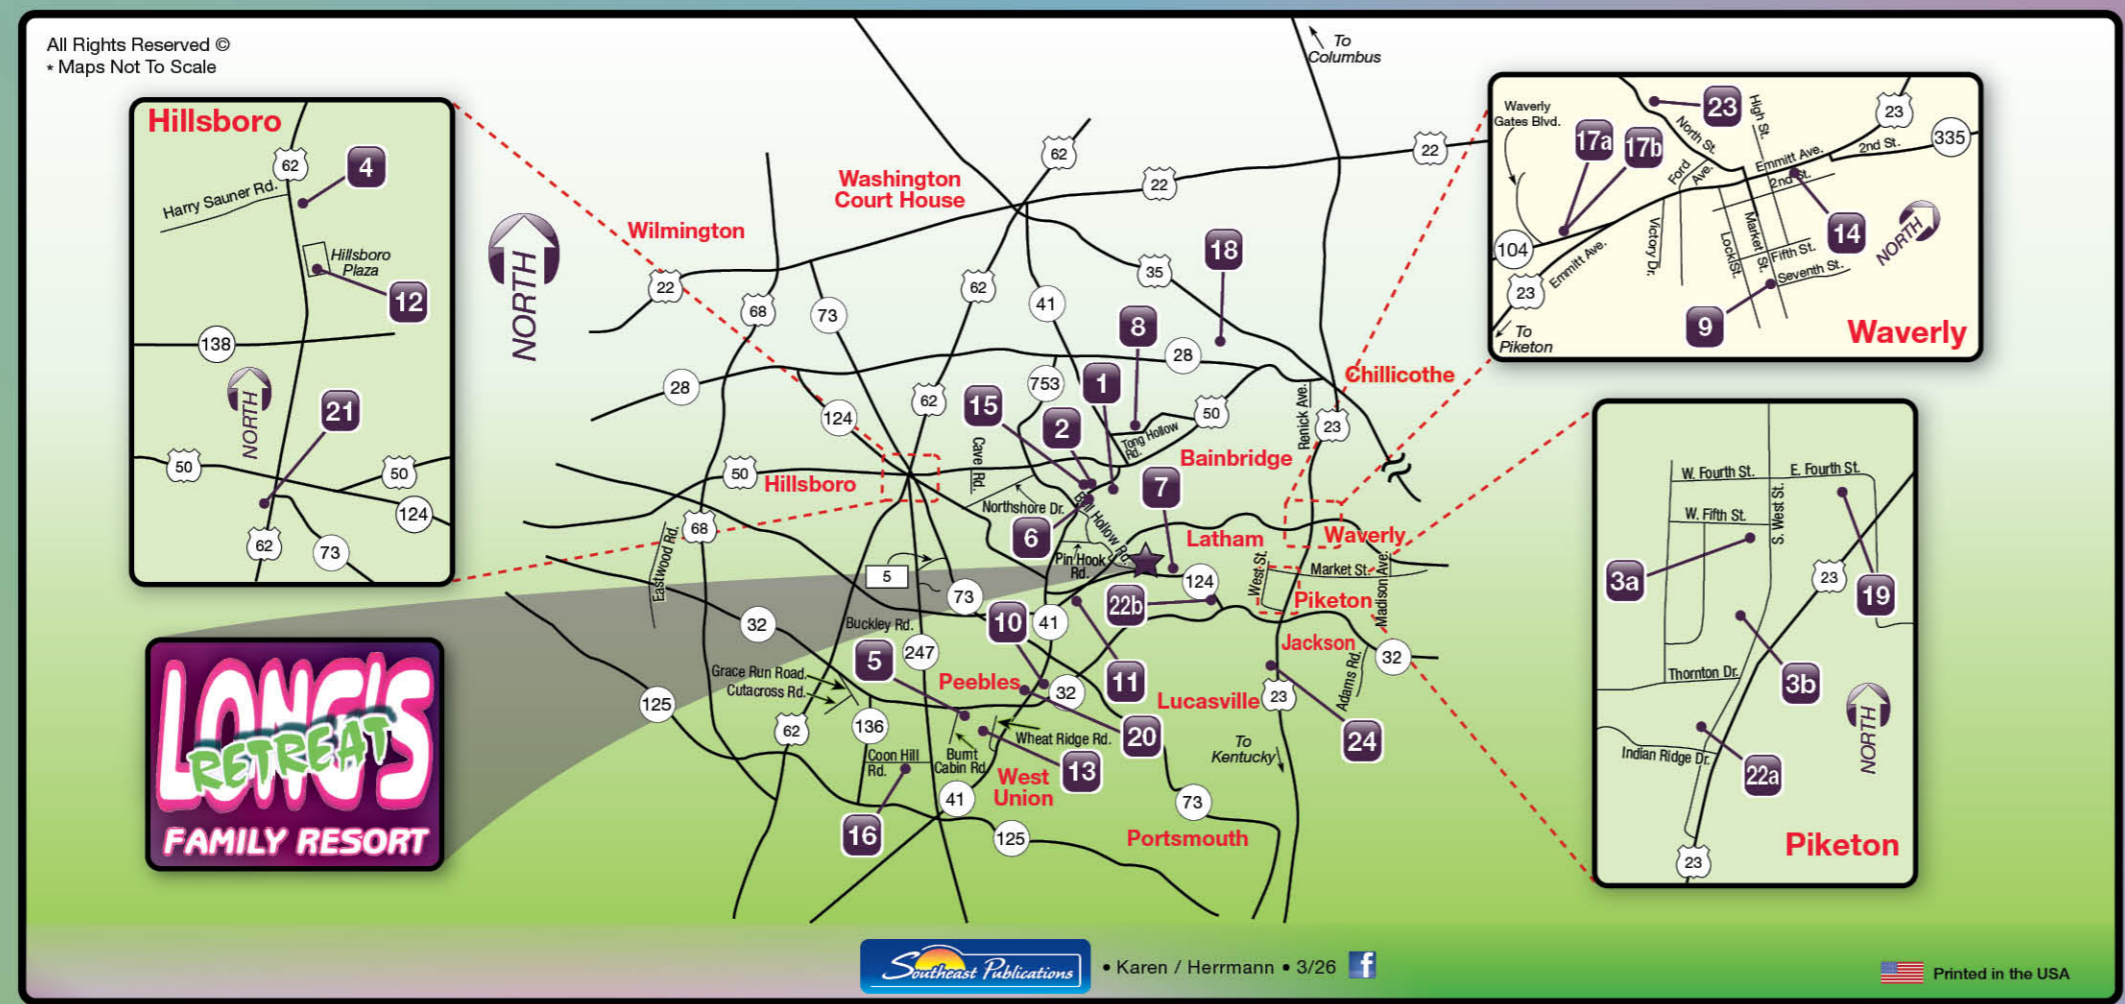 All Rights Reserved ©
* Maps Not To Scale
Hillsboro
62
4
Harry Sauner Rd.
Hillsboro
Plaza
12
138
NORTH
21
50
50
124
62
73
LONG'S
RETREAT
FAMILY RESORT
NORTH
To
Columbus
62
22
Washington
Court House
22
Wilmington
22
68
73
62
41
35
18
8
28
28
753
1
15
2
62
124
50
Tong Hollow
Rd.
Renick Ave.
23
Chillicothe
Bainbridge
50
Hillsboro
Cave Rd.
Northshore Dr.
6
Bell Hollow Rd.
7
Pin Hook
Rd.
Latham
Waverly
68
Eastwood Rd.
5
73
124
22b
West St.
Market St.
Madison Ave.
Piketon
32
Buckley Rd.
10
41
247
5
11
Jackson
32
Adams Rd.
Grace Run Road
Cutacross Rd.
Peebles
32
Lucasville
23
24
125
62
136
20
Wheat Ridge Rd.
Burnt
Cabin Rd.
13
Coon Hill
Rd.
West
Union
To
Kentucky
16
41
73
125
Portsmouth
Waverly
Gates Blvd.
17a
17b
23
High St.
North St.
Ford
Ave.
Emmitt Ave.
2nd St.
23
2nd St.
335
14
NORTH
104
Emmitt Ave.
Victory Dr.
Lock St.
Market St.
Fifth St.
Seventh St.
23
9
To
Piketon
Waverly
W. Fourth St.
E. Fourth St.
W. Fifth St.
S. West St.
3a
23
19
3b
Thornton Dr.
Indian Ridge Dr.
22a
NORTH
23
Piketon
Southeast Publications
• Karen / Herrmann • 3/26
f
Printed in the USA